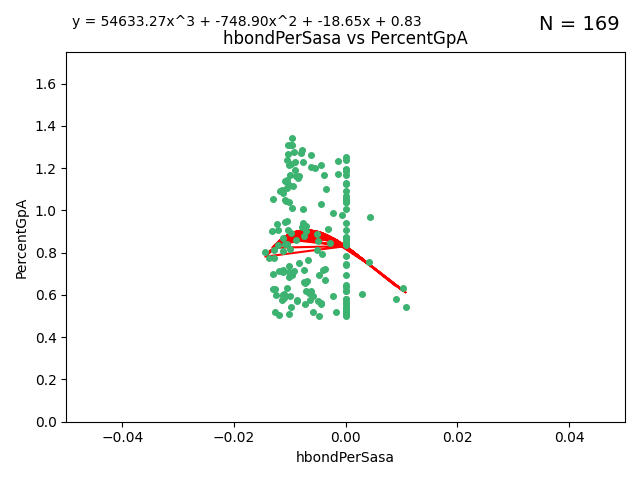 y = 54633.27x^3 + -748.90x^2 + -18.65x + 0.83
N = 169
hbondPerSasa vs PercentGpA
1.6
1.4
1.2
1.0
0.8
0.6
0.4
0.2
0.0
PercentGpA
−0.04
−0.02
0.00
0.02
0.04
hbondPerSasa